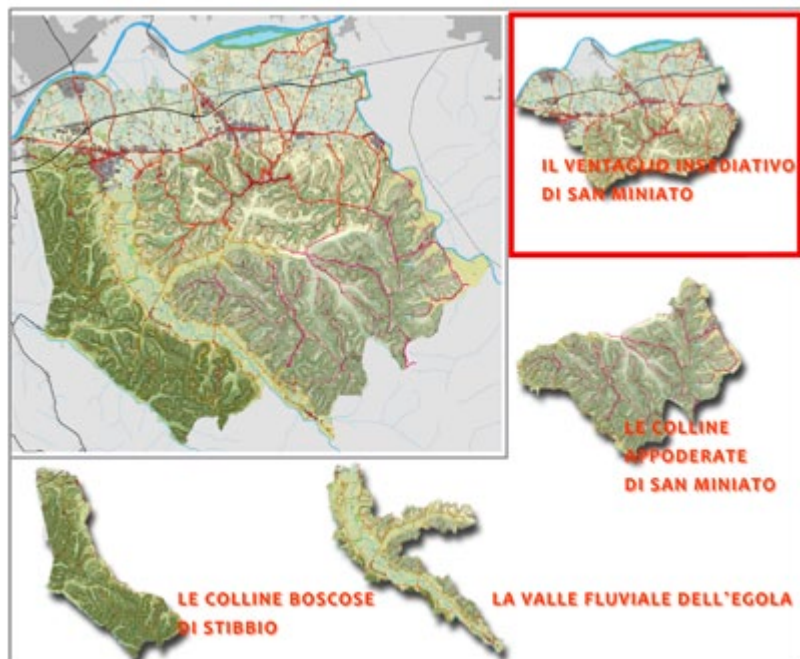 IL VENTAGLIO INSEDIATIVO
DI SAN MINIATO
LE COLLINE
APPODERATE
DI SAN MINIATO
LE COLLINE BOSCOSE
DI STIBBIO
LA VALLE FLUVIALE DELL'EGOLA